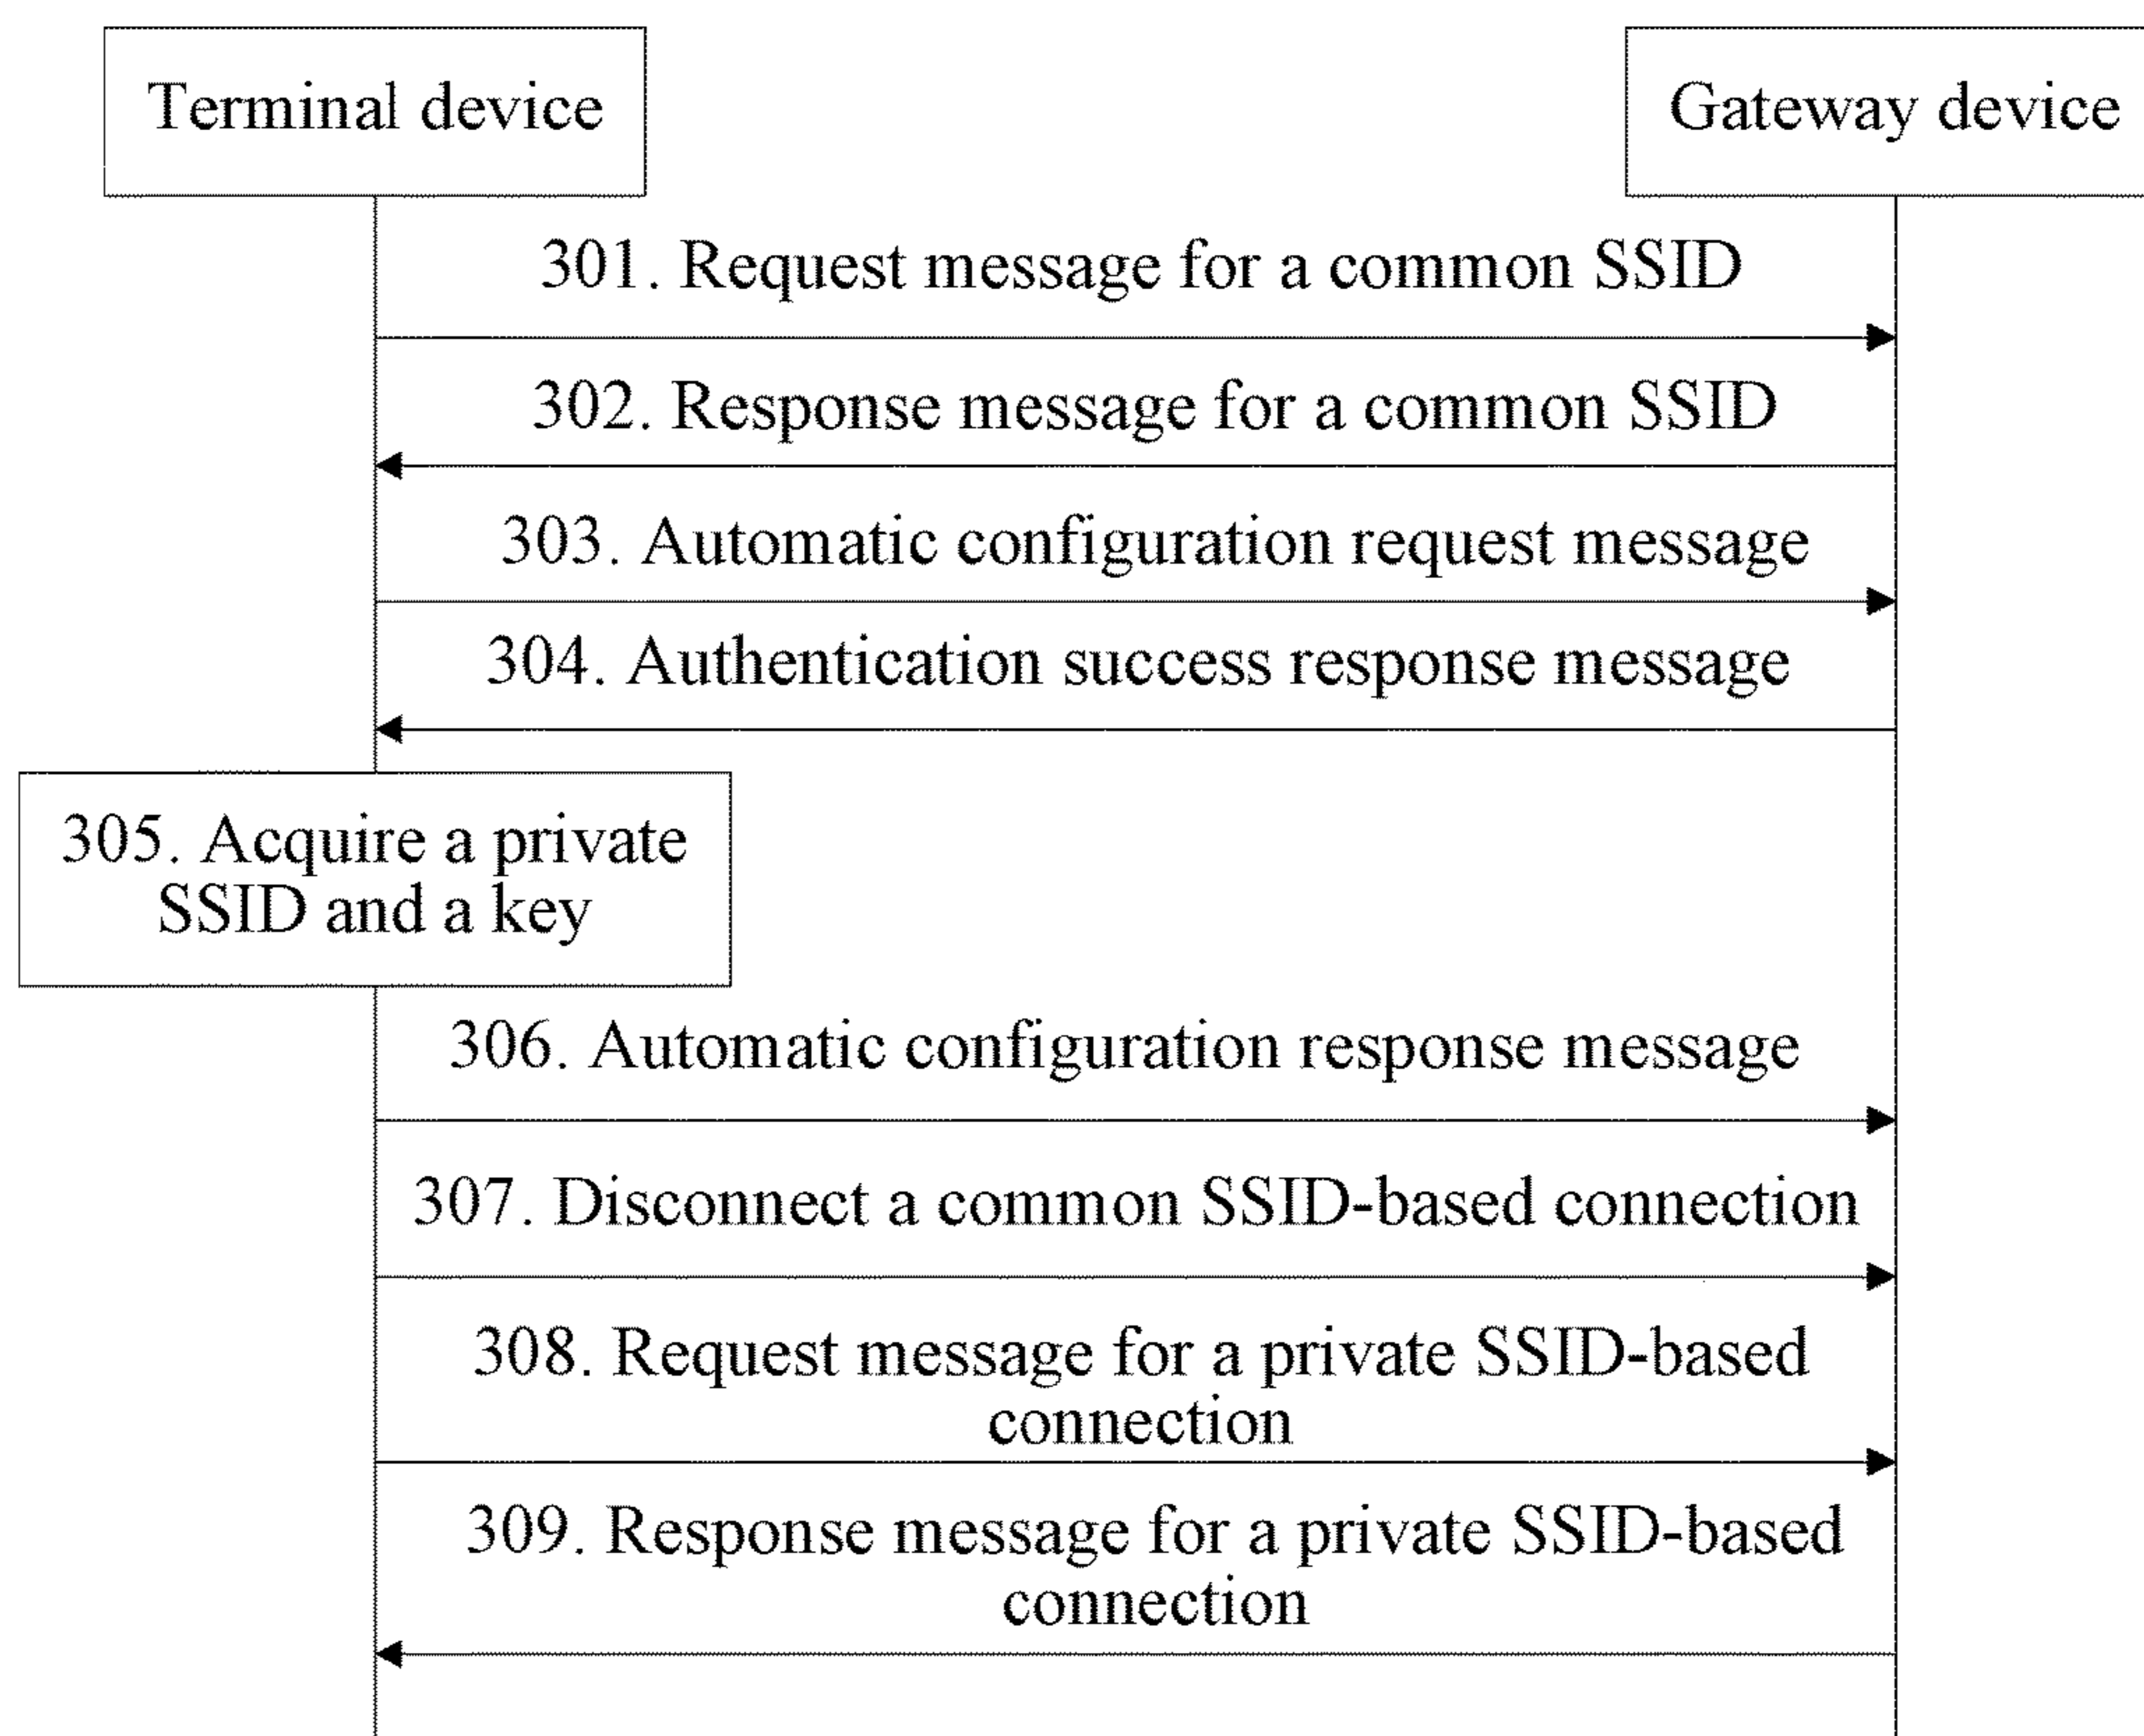 Terminal device
Gateway device
301. Request message for a common SSID
302. Response message for a common SSID
303. Automatic configuration request message
304. Authentication success response message
305. Acquire a private
SSID and a key
306. Automatic configuration response message
307. Disconnect a common SSID-based connection
308. Request message for a private SSID-based
connection
309. Response message for a private SSID-based
connection